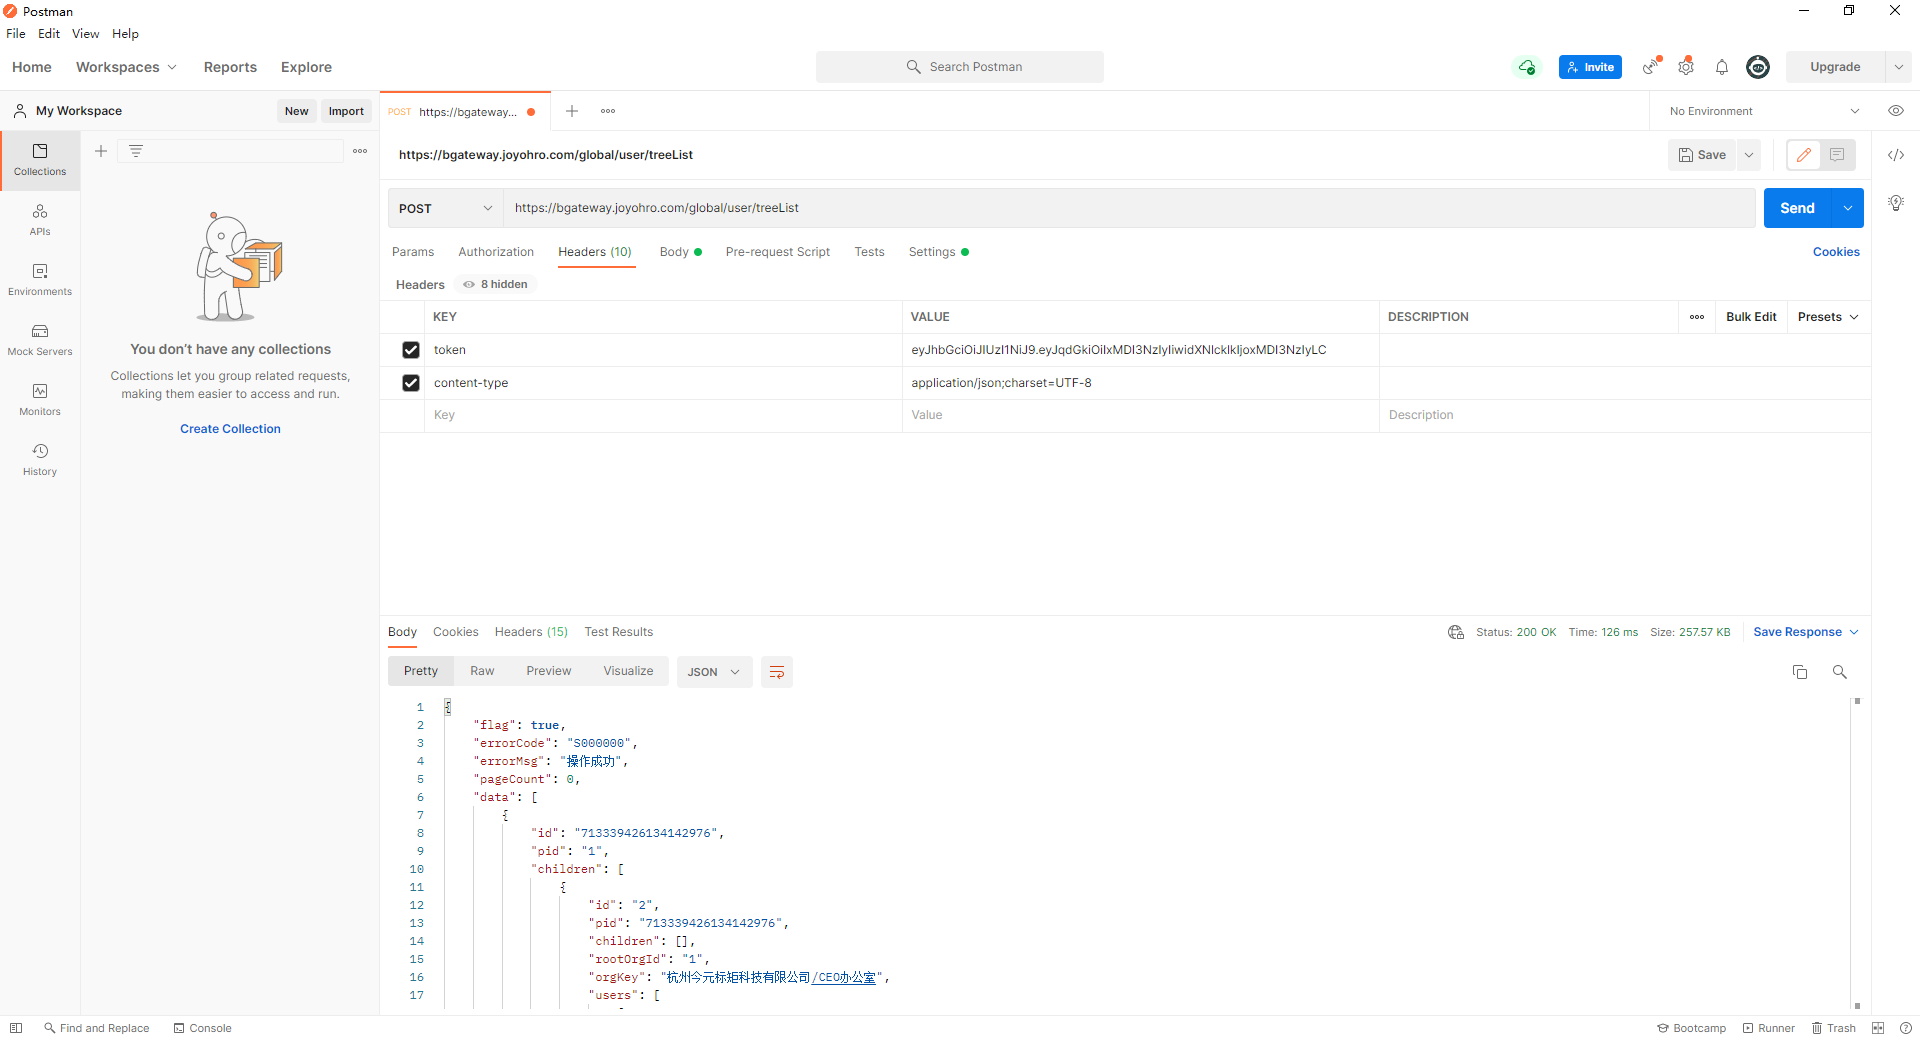 Postman
File Edit View Help
Home Workspaces Reports Explore
Search Postman
Invite
Upgrade
My Workspace
New Import
POST https://bgateway...
No Environment
Collections
APIs
Environments
Mock Servers
Monitors
History
You don't have any collections
Collections let you group related requests,
making them easier to access and run.
Create Collection
https://bgateway.joyohro.com/global/user/treeList
Save
POST https://bgateway.joyohro.com/global/user/treeList
Send
Params Authorization Headers (10) Body Pre-request Script Tests Settings
Cookies
Headers 8 hidden
KEY VALUE DESCRIPTION
Bulk Edit Presets
token eyJhbGciOiJIUzI1NiJ9.eyJqdGkiOiIxMDI3NzIyIiwidXNlcklkIjoxMDI3NzIyLC
content-type application/json;charset=UTF-8
Key Value Description
Body Cookies Headers (15) Test Results
Status: 200 OK Time: 126 ms Size: 257.57 KB
Save Response
Pretty Raw Preview Visualize JSON
1 {
2 "flag": true,
3 "errorCode": "S000000",
4 "errorMsg": "操作成功",
5 "pageCount": 0,
6 "data": [
7 {
8 "id": "713339426134142976",
9 "pid": "1",
10 "children": [
11 {
12 "id": "2",
13 "pid": "713339426134142976",
14 "children": [],
15 "rootOrgId": "1",
16 "orgKey": "杭州今元标矩科技有限公司/CEO办公室",
17 "users": [
Find and Replace Console
Bootcamp Runner Trash